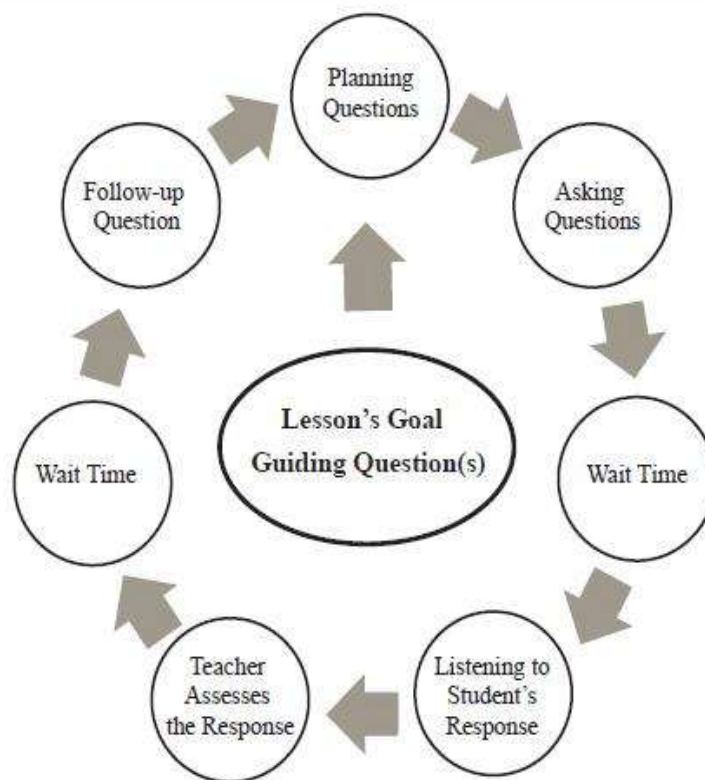 Planning
Questions
Asking
Questions
Wait Time
Listening to
Student's
Response
Teacher
Assesses
the Response
Wait Time
Follow-up
Question
Lesson's Goal
Guiding Question(s)